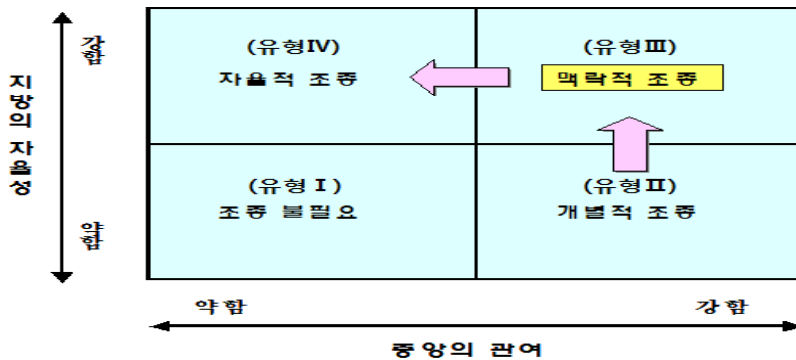 지방의 자율성
강함
약함
(유형Ⅳ)
자율적 조종
(유형Ⅲ)
맥락적 조종
(유형Ⅰ)
조종 불필요
(유형Ⅱ)
개별적 조종
약함
강함
중앙의 관여